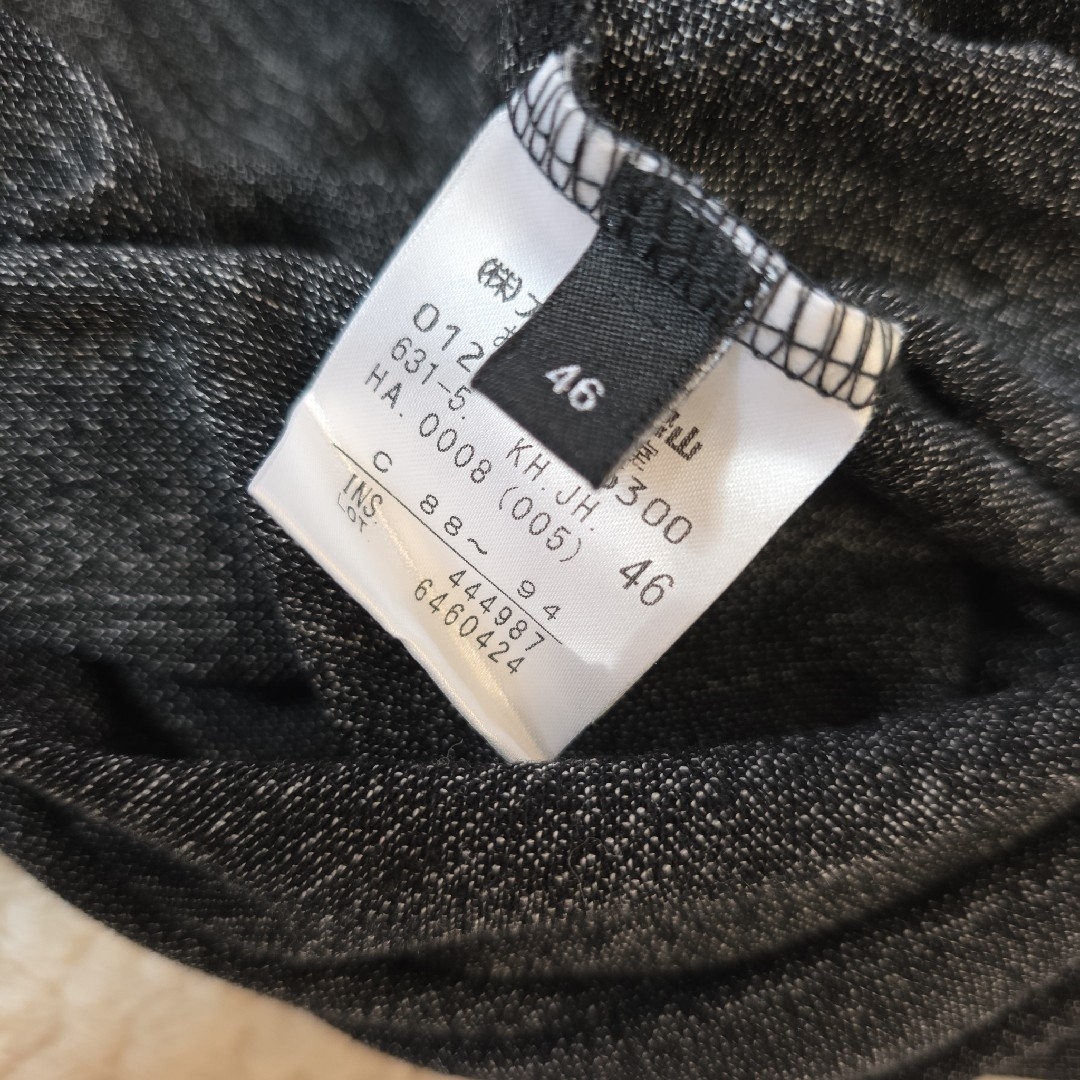 46
(株)
012
300
631-5.
KH.JH.
HA. 0008 (005)
46
C 88~ 94
INS. 444987
LOT. 6460424